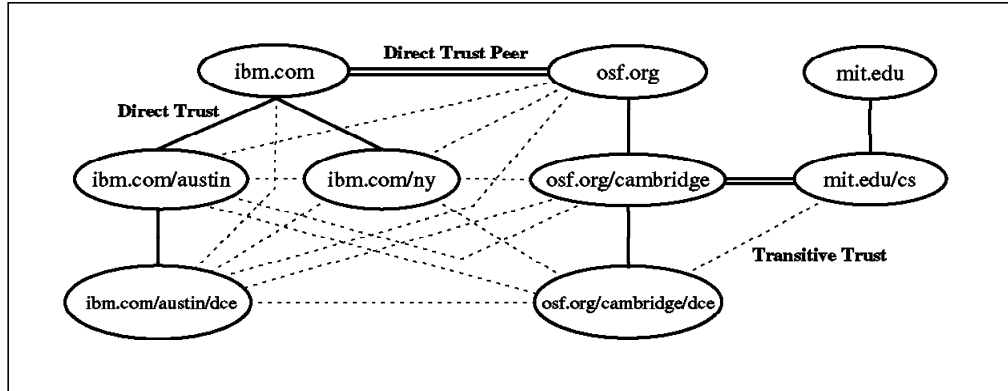 Direct Trust Peer
ibm.com
osf.org
mit.edu
Direct Trust
ibm.com/austin
ibm.com/ny
osf.org/cambridge
mit.edu/cs
Transitive Trust
ibm.com/austin/dce
osf.org/cambridge/dce